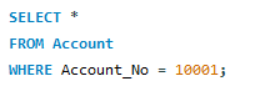 SELECT *
FROM Account
WHERE Account_No = 10001;